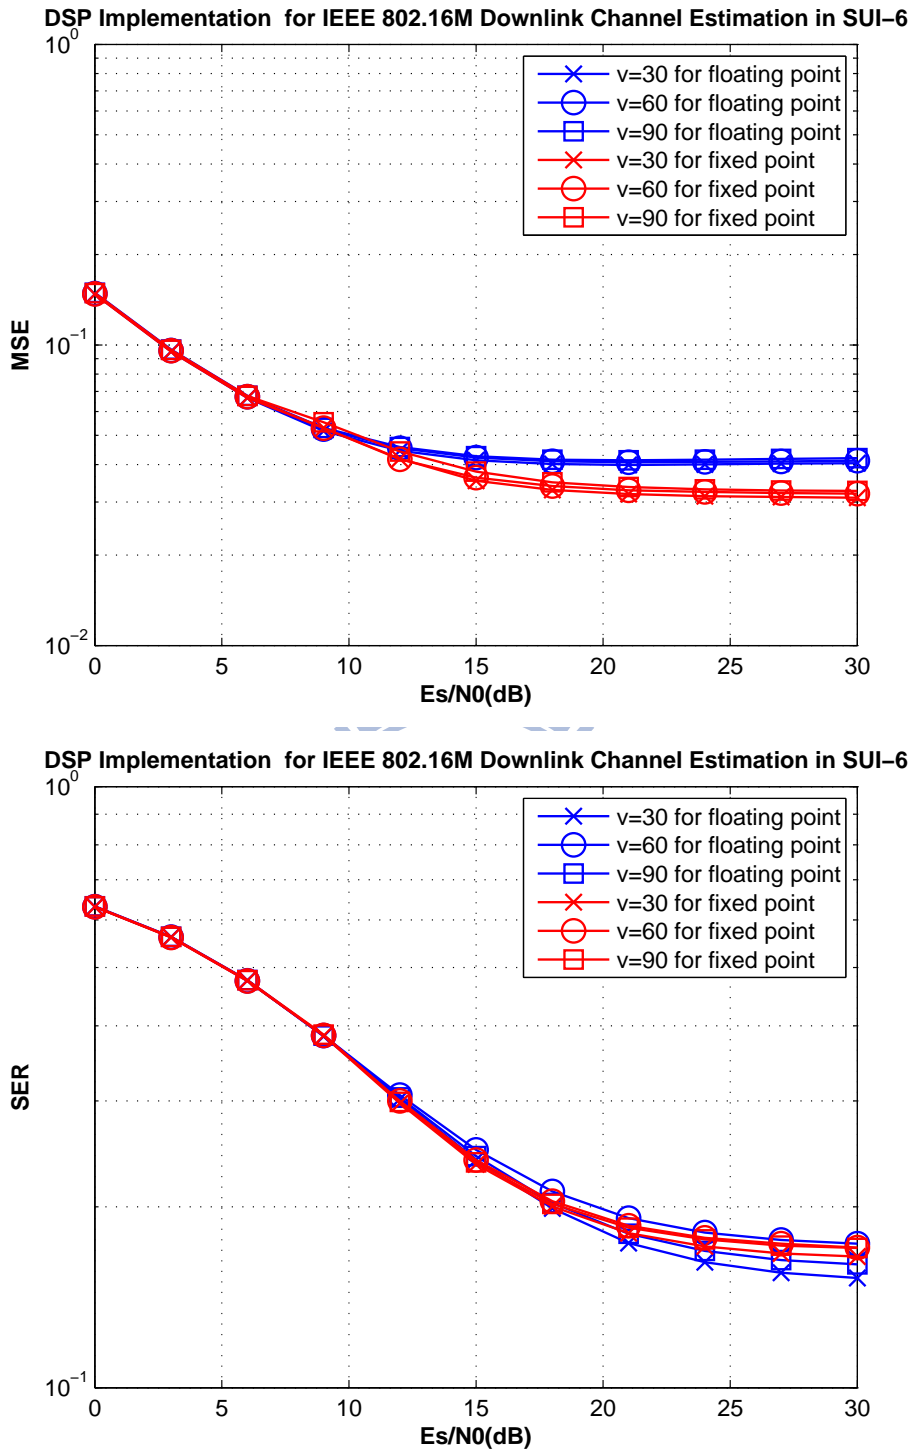 DSP Implementation  for IEEE 802.16M Downlink Channel Estimation in SUI−6
10^0
v=30 for floating point
v=60 for floating point
v=90 for floating point
v=30 for fixed point
v=60 for fixed point
v=90 for fixed point
MSE
10^−1
10^−2
0 5 10 15 20 25 30
Es/N0(dB)
DSP Implementation  for IEEE 802.16M Downlink Channel Estimation in SUI−6
10^0
v=30 for floating point
v=60 for floating point
v=90 for floating point
v=30 for fixed point
v=60 for fixed point
v=90 for fixed point
SER
10^−1
0 5 10 15 20 25 30
Es/N0(dB)